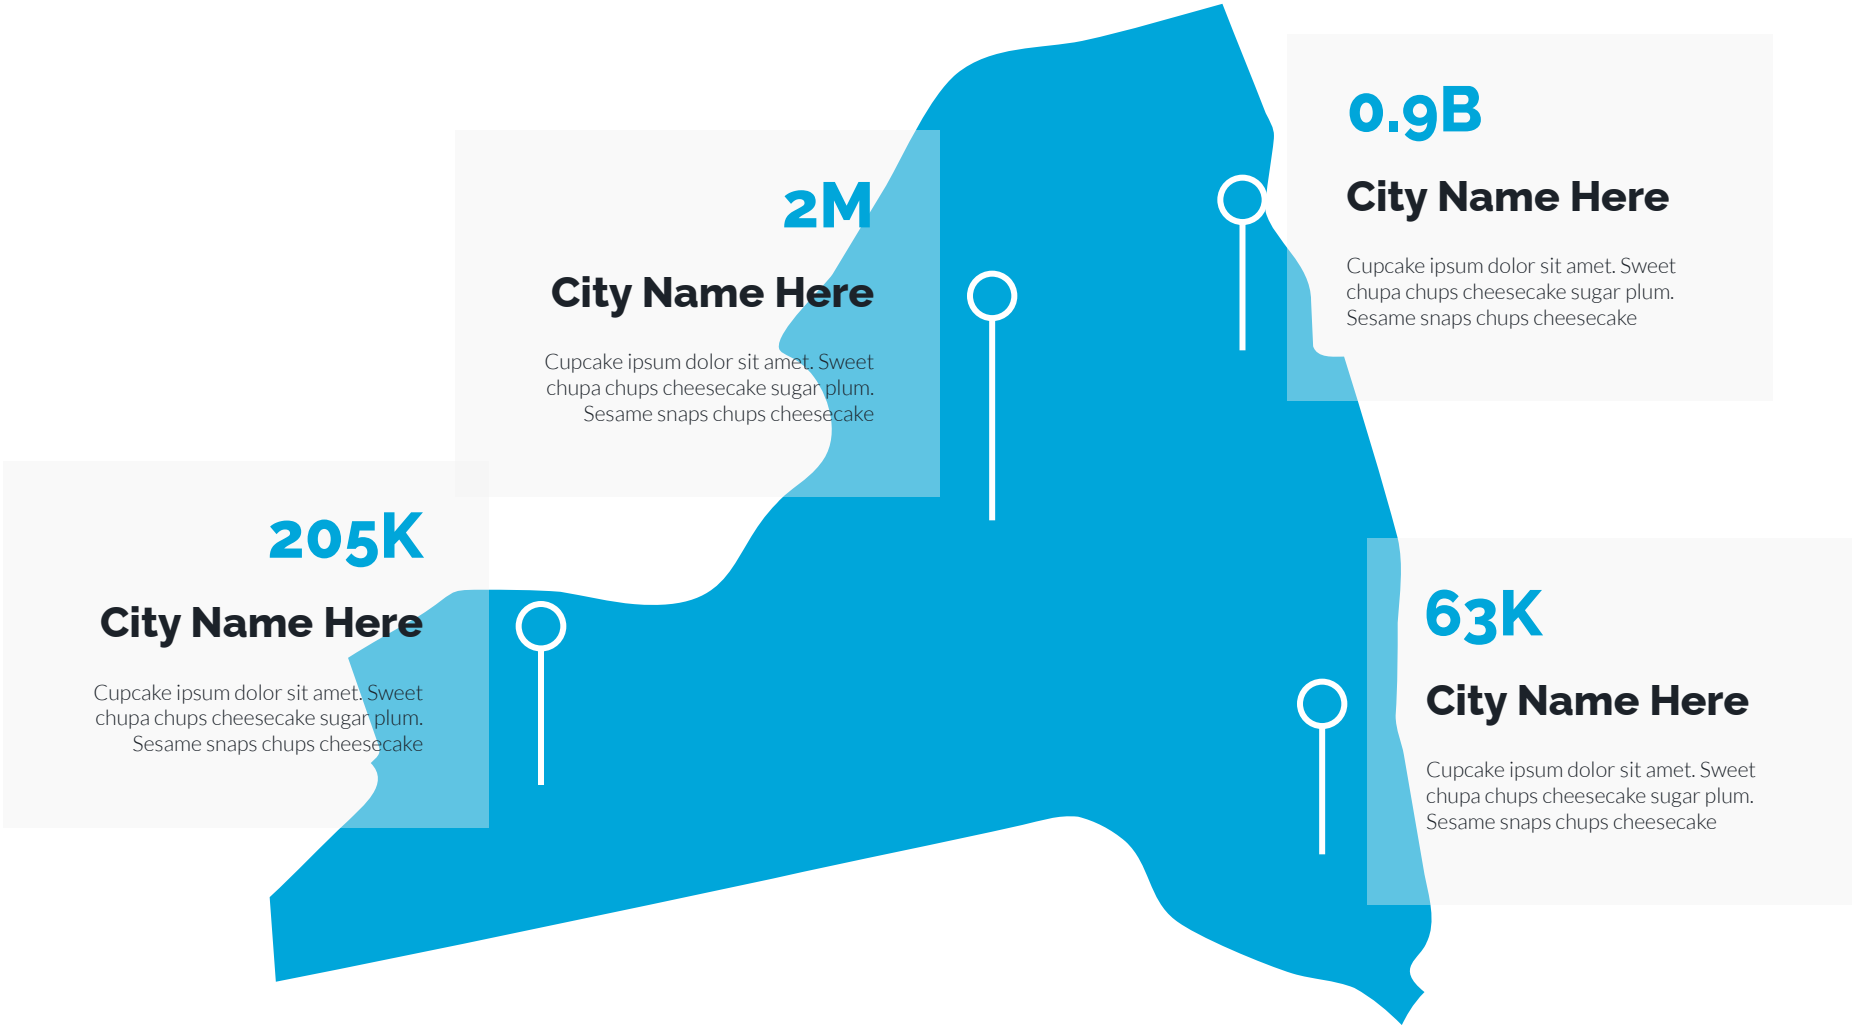 0.9B
City Name Here
Cupcake ipsum dolor sit amet. Sweet
chupa chups cheesecake sugar plum.
Sesame snaps chups cheesecake
2M
City Name Here
Cupcake ipsum dolor sit amet. Sweet
chupa chups cheesecake sugar plum.
Sesame snaps chups cheesecake
205K
City Name Here
Cupcake ipsum dolor sit amet. Sweet
chupa chups cheesecake sugar plum.
Sesame snaps chups cheesecake
63K
City Name Here
Cupcake ipsum dolor sit amet. Sweet
chupa chups cheesecake sugar plum.
Sesame snaps chups cheesecake